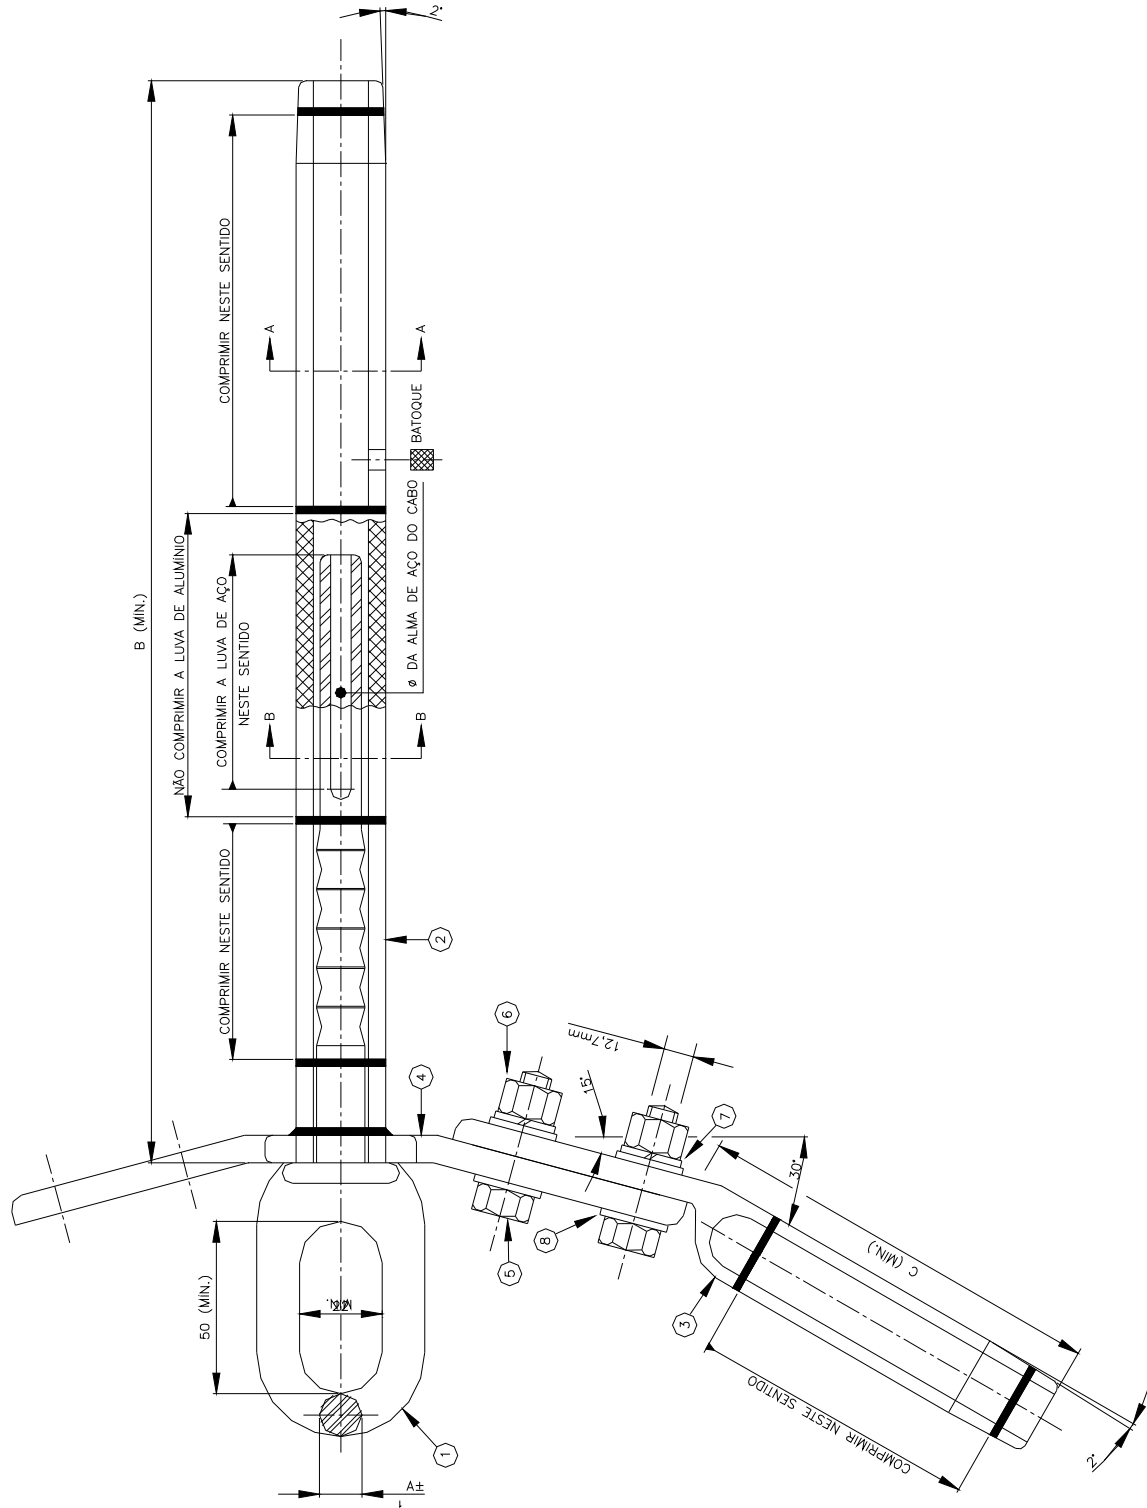 2°
B (MÍN.)
COMPRIMIR NESTE SENTIDO
A
A
BATOQUE
NÃO COMPRIMIR A LUVA DE ALUMÍNIO
COMPRIMIR A LUVA DE AÇO
NESTE SENTIDO
ø DA ALMA DE AÇO DO CABO
B
B
COMPRIMIR NESTE SENTIDO
2
6
12,7mm
4
15°
7
30°
8
5
3
50 (MÍN.)
22
MÍN.
C (MÍN.)
COMPRIMIR NESTE SENTIDO
1
A±
1
2°